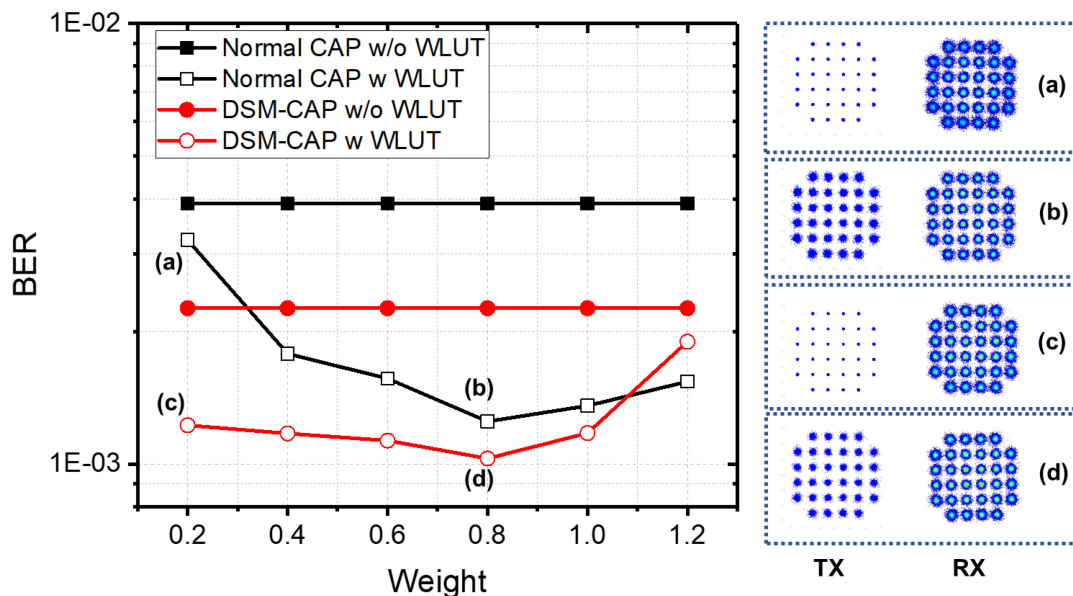 1E-02
Normal CAP w/o WLUT
Normal CAP w WLUT
DSM-CAP w/o WLUT
DSM-CAP w WLUT
(a)
(b)
(c)
(d)
1E-03
BER
0.2 0.4 0.6 0.8 1.0 1.2
Weight
(a)
(b)
(c)
(d)
TX RX